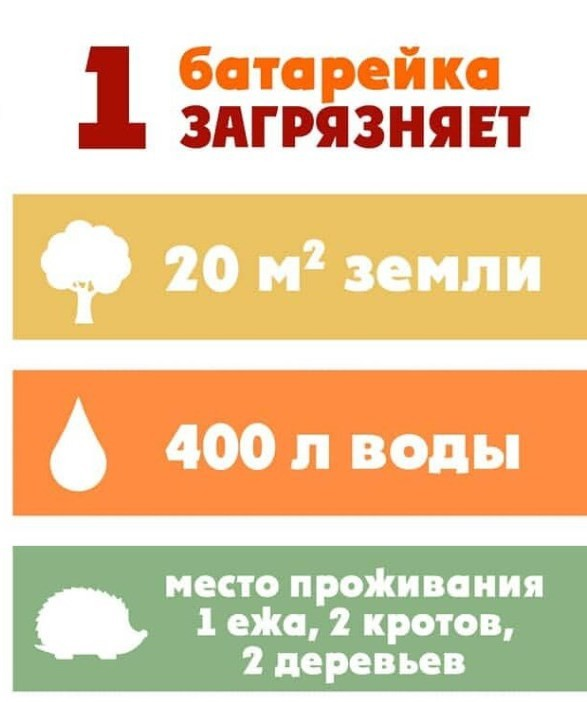 1 батарейка
ЗАГРЯЗНЯЕТ
20 м² земли
400 л воды
место проживания
1 ежа, 2 кротов,
2 деревьев